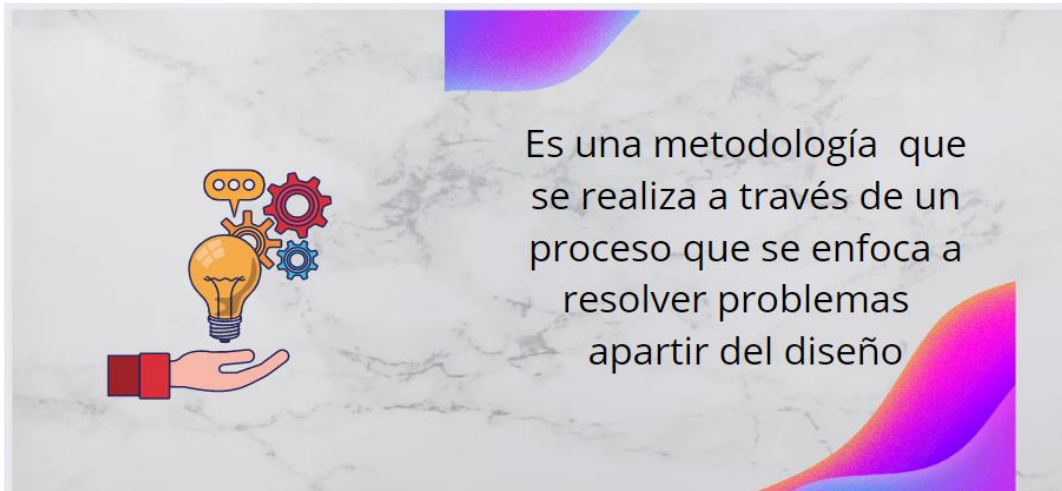 Es una metodología que
se realiza a través de un
proceso que se enfoca a
resolver problemas
apartir del diseño